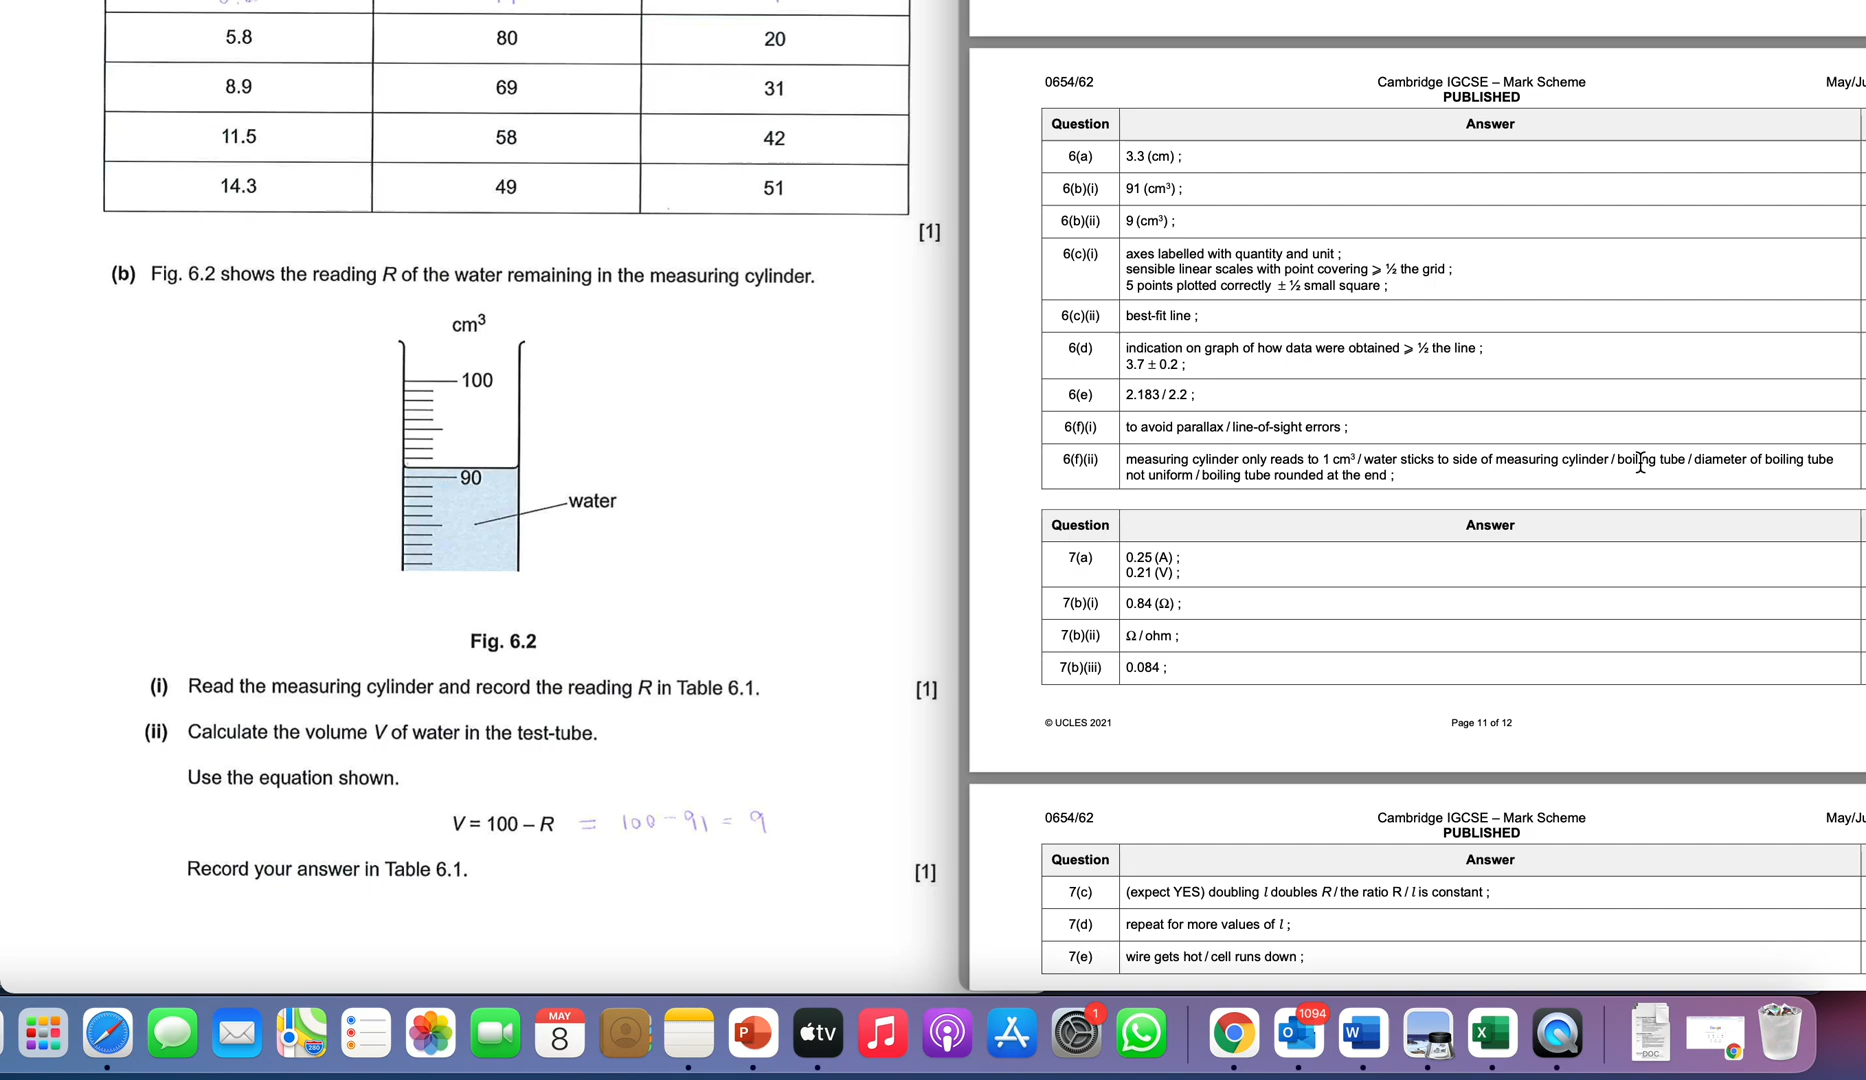 5.8 80 20
8.9 69 31
11.5 58 42
14.3 49 51
[1]
(b) Fig. 6.2 shows the reading R of the water remaining in the measuring cylinder.
cm³
100
90
water
Fig. 6.2
(i) Read the measuring cylinder and record the reading R in Table 6.1. [1]
(ii) Calculate the volume V of water in the test-tube.
Use the equation shown.
V = 100 – R = 100 - 91 = 9
Record your answer in Table 6.1. [1]
0654/62 Cambridge IGCSE – Mark Scheme May/Ju
PUBLISHED
Question Answer
6(a) 3.3 (cm) ;
6(b)(i) 91 (cm³) ;
6(b)(ii) 9 (cm³) ;
6(c)(i) axes labelled with quantity and unit ;
sensible linear scales with point covering ⩾ ½ the grid ;
5 points plotted correctly ± ½ small square ;
6(c)(ii) best-fit line ;
6(d) indication on graph of how data were obtained ⩾ ½ the line ;
3.7 ± 0.2 ;
6(e) 2.183 / 2.2 ;
6(f)(i) to avoid parallax / line-of-sight errors ;
6(f)(ii) measuring cylinder only reads to 1 cm³ / water sticks to side of measuring cylinder / boiling tube / diameter of boiling tube
not uniform / boiling tube rounded at the end ;
Question Answer
7(a) 0.25 (A) ;
0.21 (V) ;
7(b)(i) 0.84 (Ω) ;
7(b)(ii) Ω / ohm ;
7(b)(iii) 0.084 ;
© UCLES 2021 Page 11 of 12
0654/62 Cambridge IGCSE – Mark Scheme May/Ju
PUBLISHED
Question Answer
7(c) (expect YES) doubling l doubles R / the ratio R / l is constant ;
7(d) repeat for more values of l ;
7(e) wire gets hot / cell runs down ;
MAY
8
280
P
tv
1
1094
O
W
X
DOC